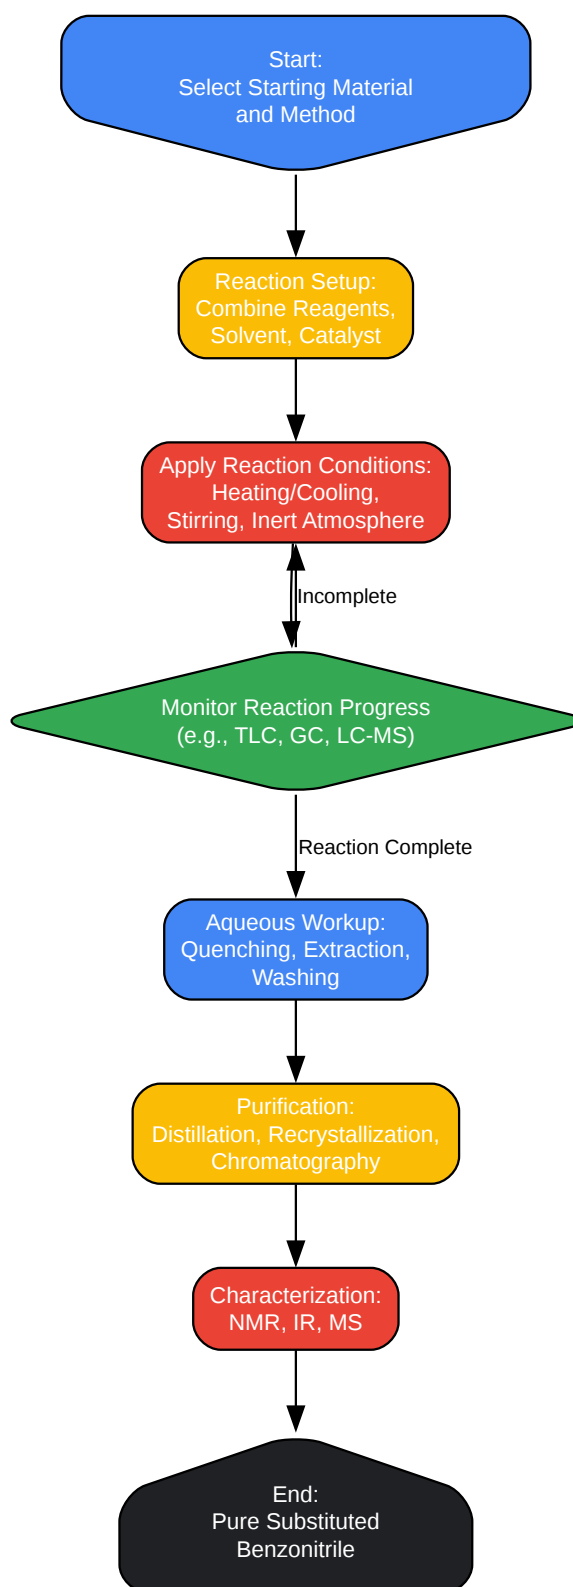 Start:
Select Starting Material
and Method
Reaction Setup:
Combine Reagents,
Solvent, Catalyst
Apply Reaction Conditions:
Heating/Cooling,
Stirring, Inert Atmosphere
Incomplete
Monitor Reaction Progress
(e.g., TLC, GC, LC-MS)
Reaction Complete
Aqueous Workup:
Quenching, Extraction,
Washing
Purification:
Distillation, Recrystallization,
Chromatography
Characterization:
NMR, IR, MS
End:
Pure Substituted
Benzonitrile